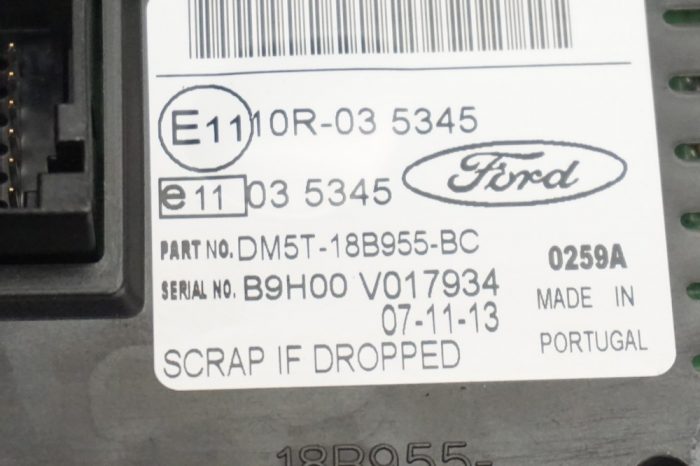 E11 10R-03 5345
e11 03 5345
Ford
PART NO. DM5T-18B955-BC
SERIAL NO. B9H00 V017934
07-11-13
0259A
MADE IN
PORTUGAL
SCRAP IF DROPPED
18B955-